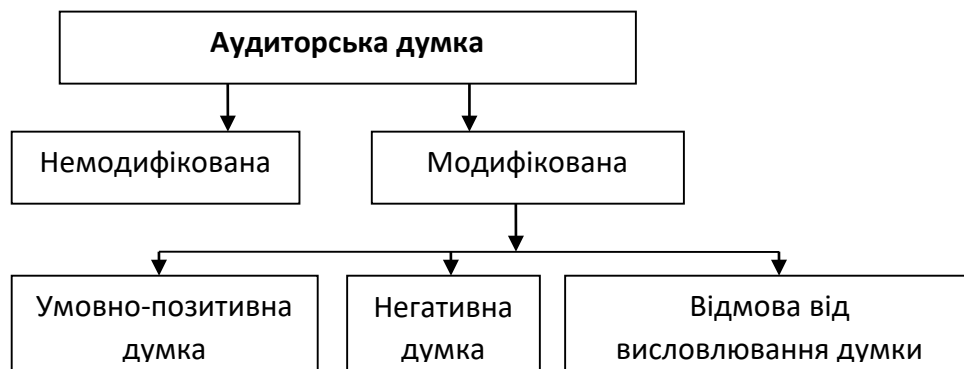 Аудиторська думка
Немодифікована
Модифікована
Умовно-позитивна
думка
Негативна
думка
Відмова від
висловлювання думки